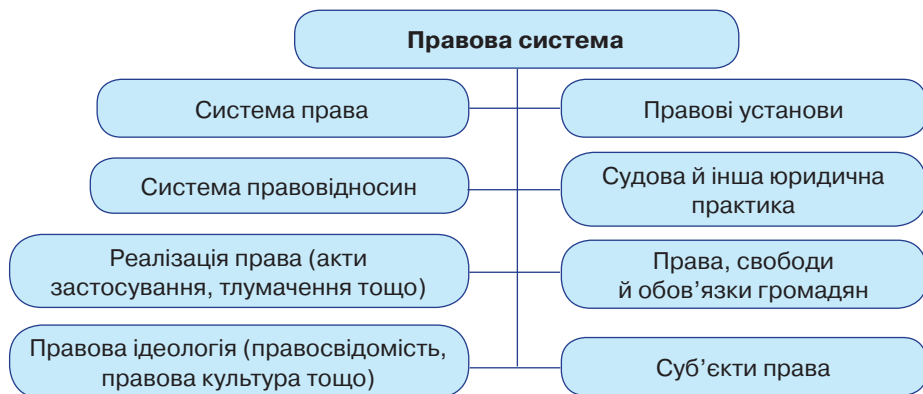 Правова система
Система права
Правові установи
Система правовідносин
Судова й інша юридична
практика
Реалізація права (акти
застосування, тлумачення тощо)
Права, свободи
й обов’язки громадян
Правова ідеологія (правосвідомість,
правова культура тощо)
Суб’єкти права